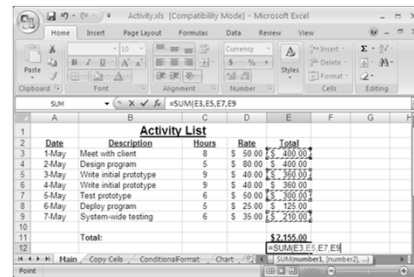 Activity.xls [Compatibility Mode] - Microsoft Excel
Home Insert Page Layout Formulas Data Review View
Paste
Clipboard Font Alignment Number Cells Editing
10 Currency Styles Insert
Delete
Format
SUM =SUM(E3,E5,E7,E9
A B C D E F G
1 Activity List
2 Date Description Hours Rate Total
3 1-May Meet with client 8 $ 50.00 $ 400.00
4 2-May Design program 5 $ 80.00 $ 400.00
5 3-May Write initial prototype 9 $ 40.00 $ 360.00
6 4-May Write initial prototype 9 $ 40.00 $ 360.00
7 5-May Test prototype 6 $ 50.00 $ 300.00
8 6-May Deploy program 5 $ 25.00 $ 125.00
9 7-May System-wide testing 6 $ 35.00 $ 210.00
10
11 Total: $2,155.00
12 =SUM(E3,E5,E7,E9
Main Copy Cells ConditionalFormat Chart SUM(number1, [number2], ...)
Point